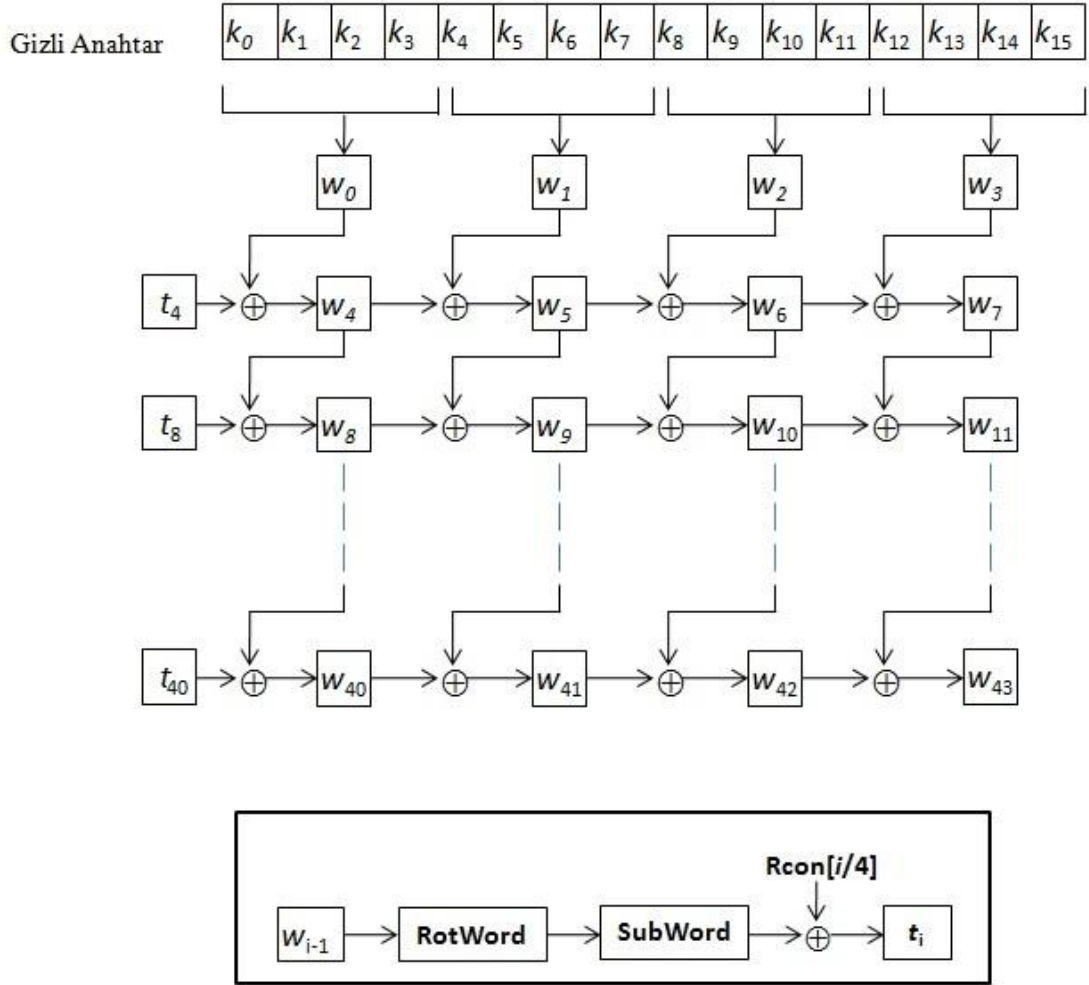 Gizli Anahtar k₀ k₁ k₂ k₃ k₄ k₅ k₆ k₇ k₈ k₉ k₁₀ k₁₁ k₁₂ k₁₃ k₁₄ k₁₅
w₀ w₁ w₂ w₃
t₄ ⊕ w₄ ⊕ w₅ ⊕ w₆ ⊕ w₇
t₈ ⊕ w₈ ⊕ w₉ ⊕ w₁₀ ⊕ w₁₁
t₄₀ ⊕ w₄₀ ⊕ w₄₁ ⊕ w₄₂ ⊕ w₄₃
Rcon[i/4]
wᵢ₋₁ RotWord SubWord ⊕ tᵢ